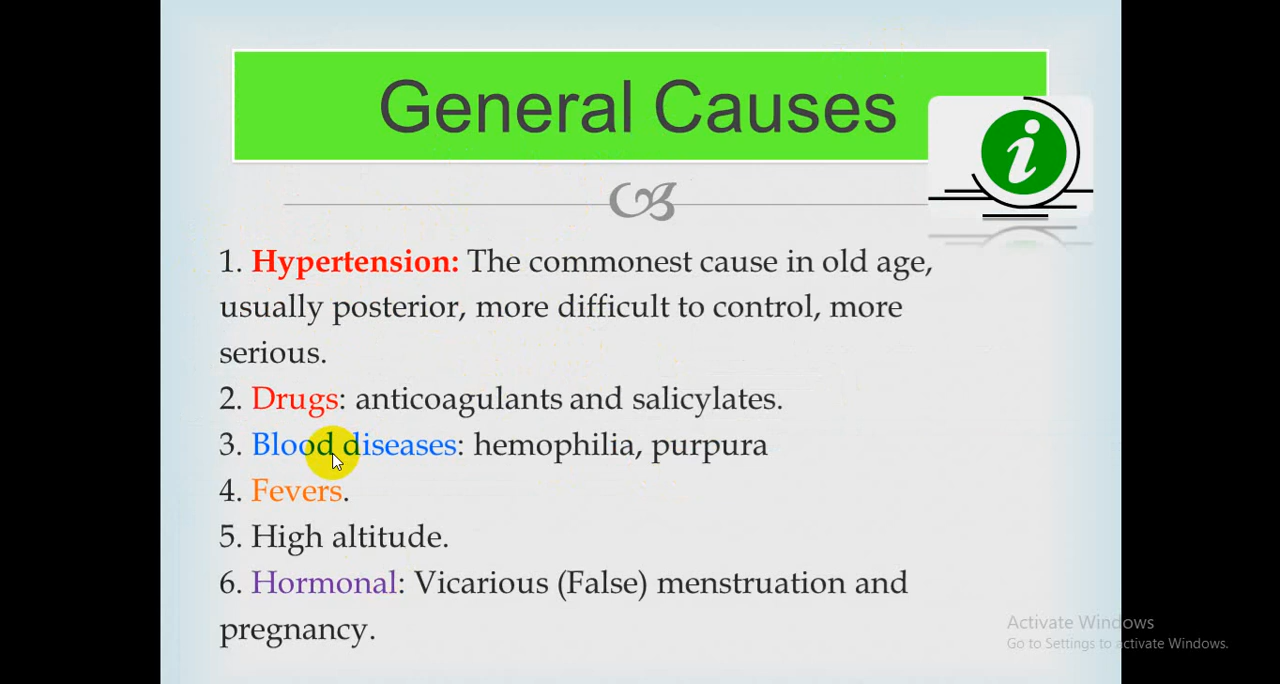 General Causes
i
1. Hypertension: The commonest cause in old age,
usually posterior, more difficult to control, more
serious.
2. Drugs: anticoagulants and salicylates.
3. Blood diseases: hemophilia, purpura
4. Fevers.
5. High altitude.
6. Hormonal: Vicarious (False) menstruation and
pregnancy.
Activate Windows
Go to Settings to activate Windows.